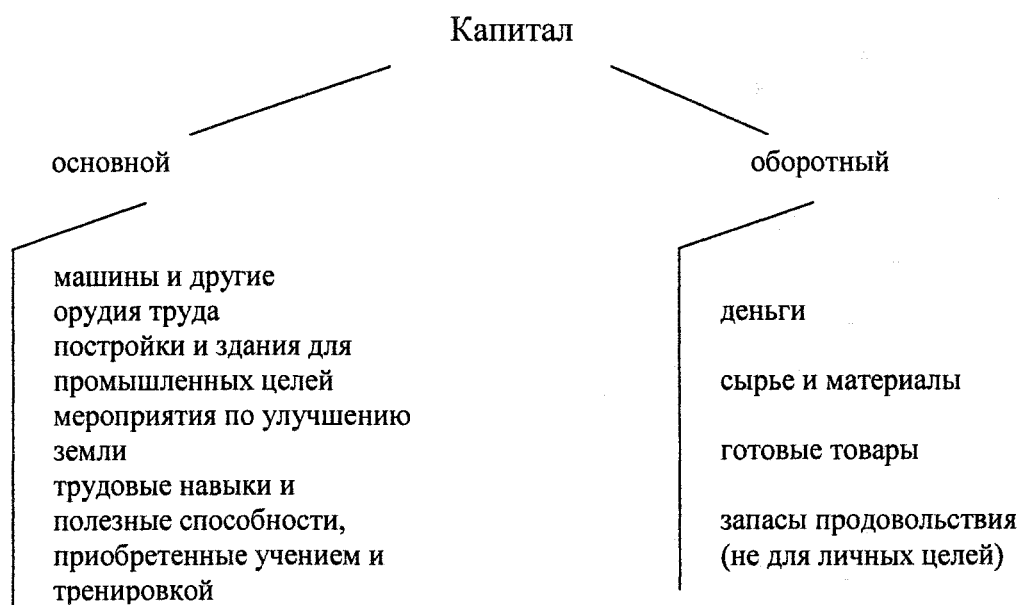 Капитал
основной
оборотный
машины и другие
орудия труда
постройки и здания для
промышленных целей
мероприятия по улучшению
земли
трудовые навыки и
полезные способности,
приобретенные учением и
тренировкой
деньги
сырье и материалы
готовые товары
запасы продовольствия
(не для личных целей)